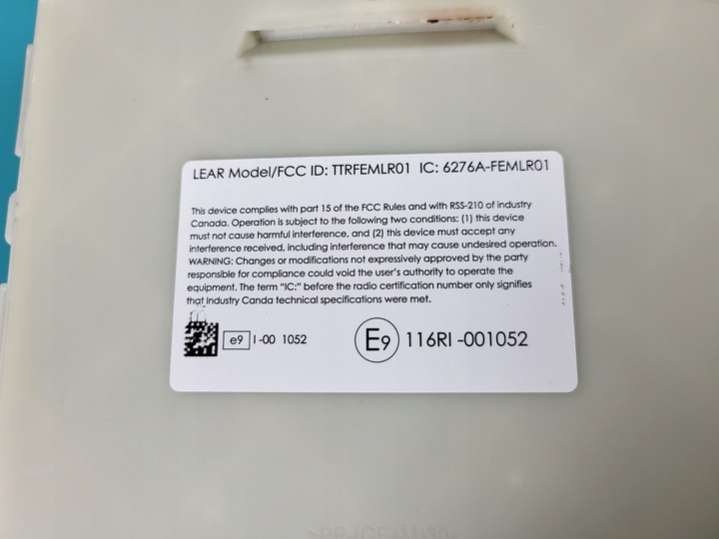 LEAR Model/FCC ID: TTRFEMLR01 IC: 6276A-FEMLR01
This device complies with part 15 of the FCC Rules and with RSS-210 of industry
Canada. Operation is subject to the following two conditions: (1) this device
must not cause harmful interference, and (2) this device must accept any
interference received, including interference that may cause undesired operation.
WARNING: Changes or modifications not expressively approved by the party
responsible for compliance could void the user's authority to operate the
equipment. The term "IC:" before the radio certification number only signifies
that industry Canda technical specifications were met.
e9 I-00 1052
E9 116RI -001052